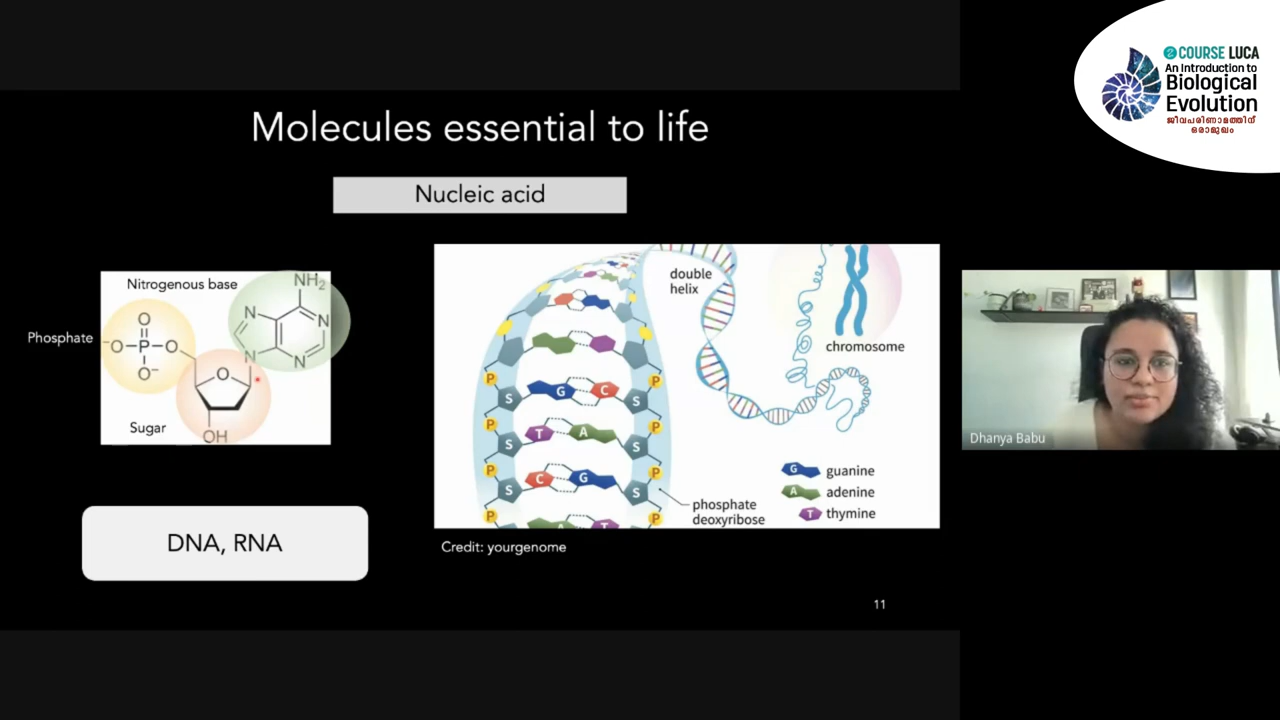 COURSE LUCA
An Introduction to
Biological
Evolution
ജീവപരിണാമത്തിന്
ഒരാമുഖം
Molecules essential to life
Nucleic acid
Nitrogenous base
Phosphate
Sugar
NH₂
N
N
N
N
O
⁻O
P
O
O⁻
O
OH
DNA, RNA
double
helix
chromosome
P
P
S
G
C
S
P
P
S
T
A
S
P
P
S
C
G
S
P
P
A
T
phosphate
deoxyribose
G guanine
A adenine
T thymine
Credit: yourgenome
11
Dhanya Babu